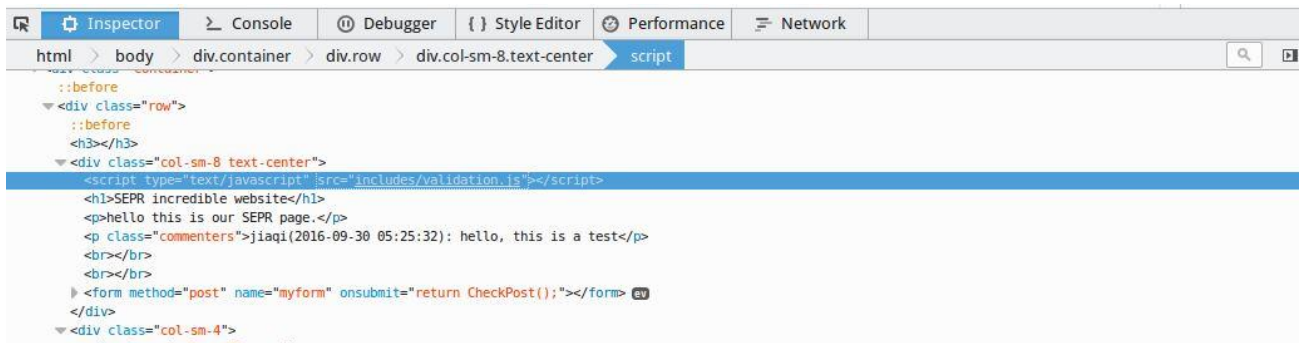 Inspector Console Debugger { } Style Editor Performance Network
html body div.container div.row div.col-sm-8.text-center script
<div class="container">
::before
<div class="row">
::before
<h3></h3>
<div class="col-sm-8 text-center">
<script type="text/javascript" src="includes/validation.js"></script>
<h1>SEPR incredible website</h1>
<p>hello this is our SEPR page.</p>
<p class="commenters">jiaqi(2016-09-30 05:25:32): hello, this is a test</p>
<br></br>
<br></br>
<form method="post" name="myform" onsubmit="return CheckPost();"></form> ev
</div>
<div class="col-sm-4">